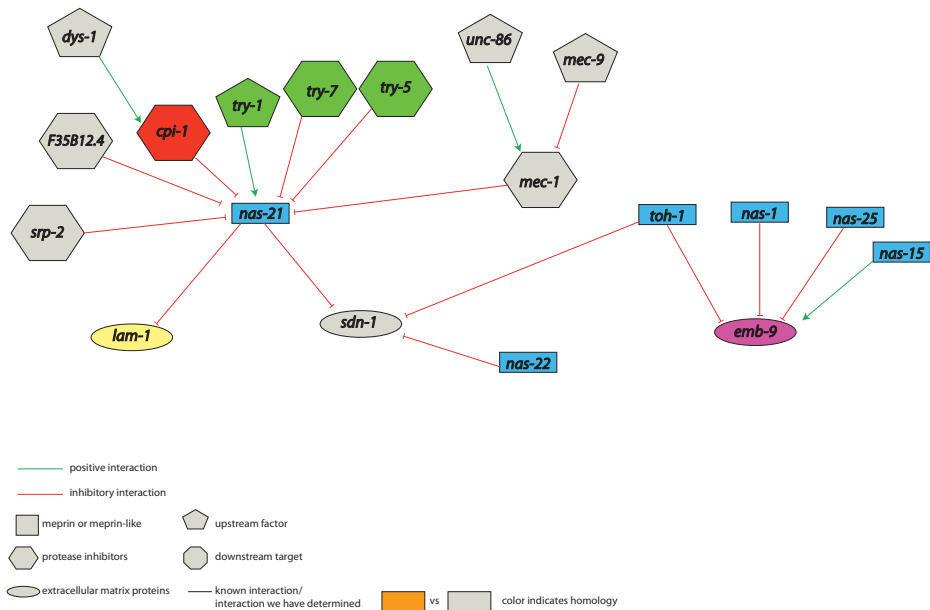 dys-1
unc-86
mec-9
try-1
try-7
try-5
F35B12.4
cpi-1
mec-1
nas-21
srp-2
toh-1
nas-1
nas-25
nas-15
lam-1
sdn-1
emb-9
nas-22
positive interaction
inhibitory interaction
meprin or meprin-like
upstream factor
protease inhibitors
downstream target
extracellular matrix proteins
known interaction/
interaction we have determined
vs
color indicates homology